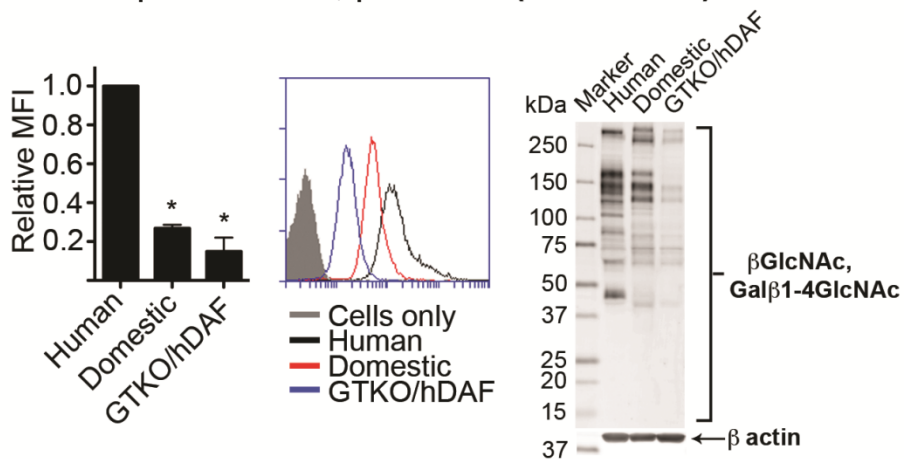 Relative MFI
1.0
0.8
0.6
0.4
0.2
Human
Domestic
GTKO/hDAF
*
*
Cells only
Human
Domestic
GTKO/hDAF
kDa
Marker
Human
Domestic
GTKO/hDAF
250
150
100
75
50
37
25
20
15
37
βGlcNAc,
Galβ1-4GlcNAc
β actin